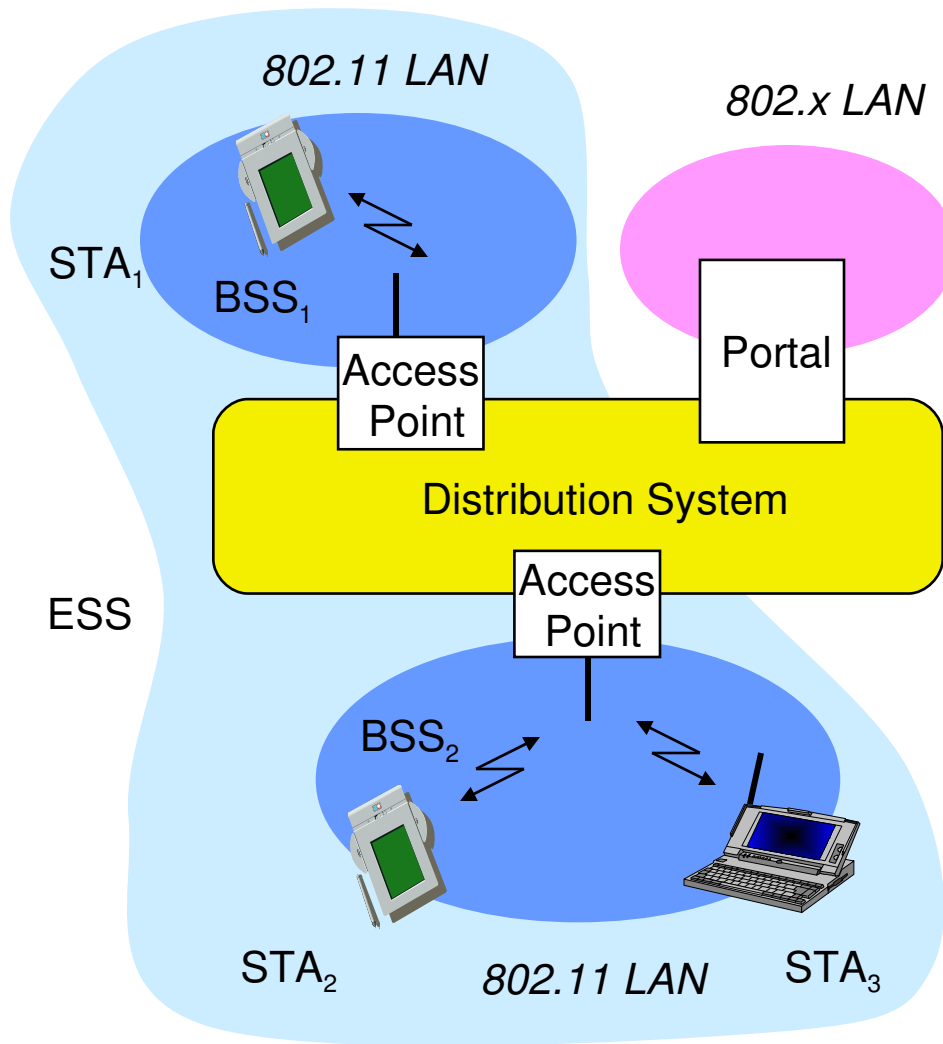 802.11 LAN
802.x LAN
STA₁
BSS₁
Access
Point
Portal
Distribution System
Access
Point
ESS
BSS₂
STA₂
802.11 LAN
STA₃